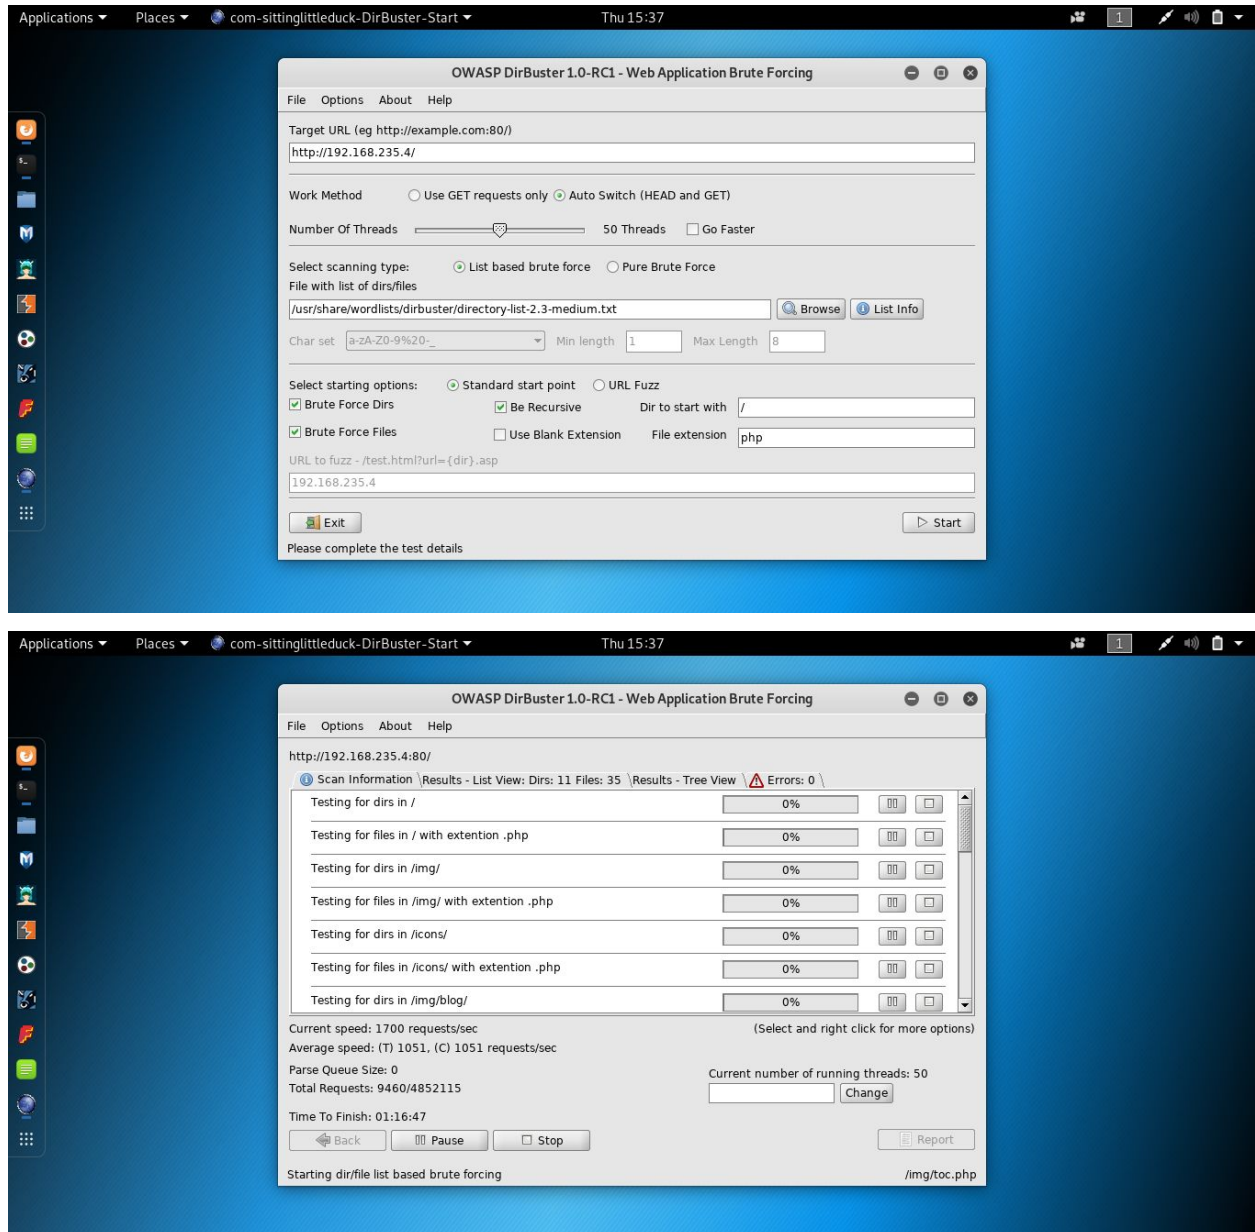 Applications Places com-sittinglittleduck-DirBuster-Start Thu 15:37 1
OWASP DirBuster 1.0-RC1 - Web Application Brute Forcing
File Options About Help
Target URL (eg http://example.com:80/)
http://192.168.235.4/
Work Method Use GET requests only Auto Switch (HEAD and GET)
Number Of Threads 50 Threads Go Faster
Select scanning type: List based brute force Pure Brute Force
File with list of dirs/files
/usr/share/wordlists/dirbuster/directory-list-2.3-medium.txt Browse List Info
Char set a-zA-Z0-9%20-_ Min length 1 Max Length 8
Select starting options: Standard start point URL Fuzz
Brute Force Dirs Be Recursive Dir to start with /
Brute Force Files Use Blank Extension File extension php
URL to fuzz - /test.html?url={dir}.asp
192.168.235.4
Exit Start
Please complete the test details
Applications Places com-sittinglittleduck-DirBuster-Start Thu 15:37 1
OWASP DirBuster 1.0-RC1 - Web Application Brute Forcing
File Options About Help
http://192.168.235.4:80/
Scan Information Results - List View: Dirs: 11 Files: 35 Results - Tree View Errors: 0
Testing for dirs in / 0%
Testing for files in / with extention .php 0%
Testing for dirs in /img/ 0%
Testing for files in /img/ with extention .php 0%
Testing for dirs in /icons/ 0%
Testing for files in /icons/ with extention .php 0%
Testing for dirs in /img/blog/ 0%
Current speed: 1700 requests/sec (Select and right click for more options)
Average speed: (T) 1051, (C) 1051 requests/sec
Parse Queue Size: 0 Current number of running threads: 50
Total Requests: 9460/4852115 Change
Time To Finish: 01:16:47
Back Pause Stop Report
Starting dir/file list based brute forcing /img/toc.php